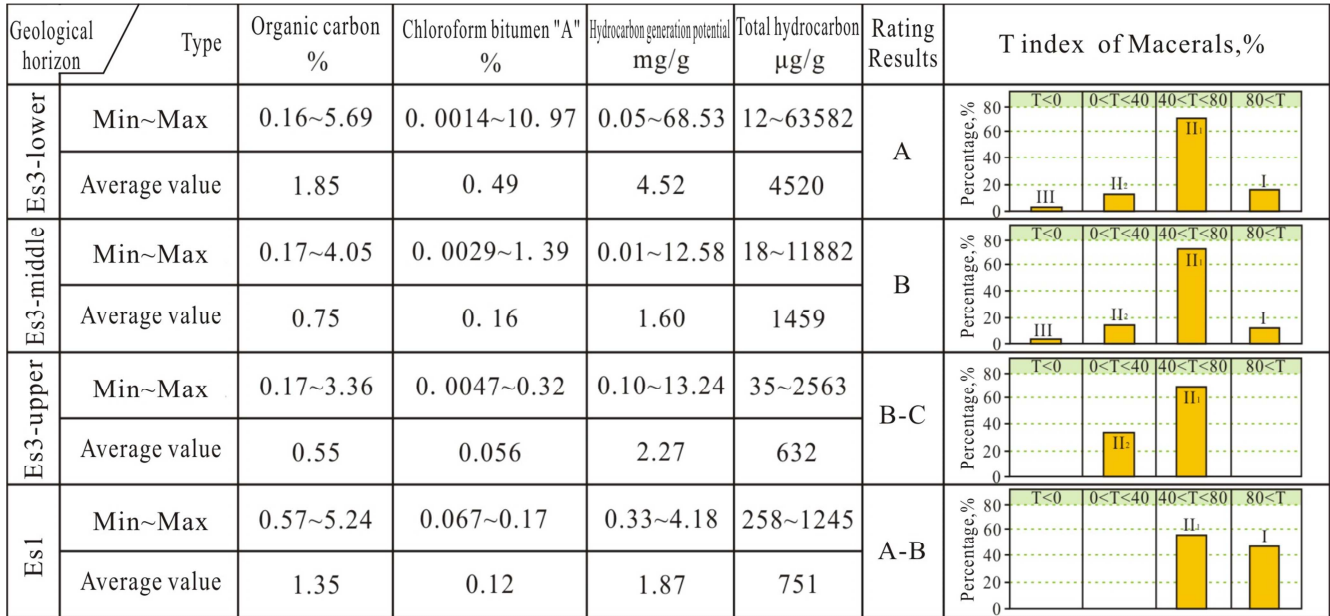 Geological horizon Type Organic carbon % Chloroform bitumen "A" % Hydrocarbon generation potential mg/g Total hydrocarbon μg/g Rating Results T index of Macerals,%
Es3-lower
Min~Max 0.16~5.69 0. 0014~10. 97 0.05~68.53 12~63582
Average value 1.85 0. 49 4.52 4520
A
Percentage,%
80
60
40
20
0
T<0 0<T<40 40<T<80 80<T
III II₂ II₁ I
Es3-middle
Min~Max 0.17~4.05 0. 0029~1. 39 0.01~12.58 18~11882
Average value 0.75 0. 16 1.60 1459
B
Percentage,%
80
60
40
20
0
T<0 0<T<40 40<T<80 80<T
III II₂ II₁ I
Es3-upper
Min~Max 0.17~3.36 0. 0047~0.32 0.10~13.24 35~2563
Average value 0.55 0.056 2.27 632
B-C
Percentage,%
80
60
40
20
0
T<0 0<T<40 40<T<80 80<T
II₂ II₁
Es1
Min~Max 0.57~5.24 0.067~0.17 0.33~4.18 258~1245
Average value 1.35 0.12 1.87 751
A-B
Percentage,%
80
60
40
20
0
T<0 0<T<40 40<T<80 80<T
II₁ I